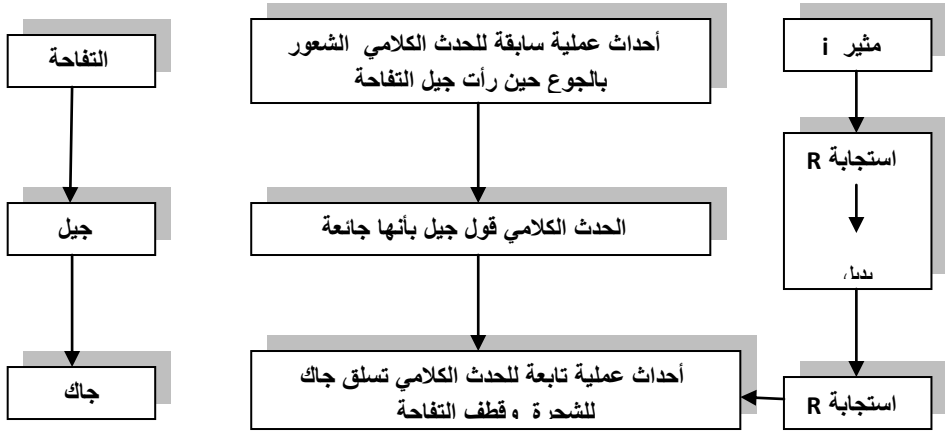 مثير i
أحداث عملية سابقة للحدث الكلامي الشعور
بالجوع حين رأت جيل التفاحة
التفاحة
استجابة R
بديل
الحدث الكلامي قول جيل بأنها جائعة
جيل
استجابة R
أحداث عملية تابعة للحدث الكلامي تسلق جاك
للشجرة وقطف التفاحة
جاك